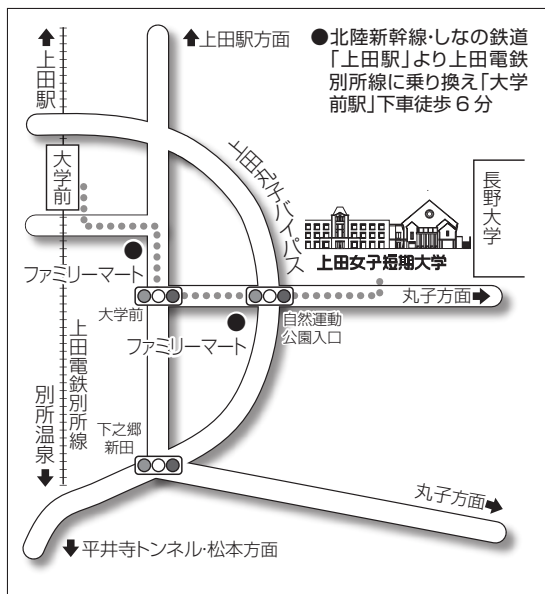 ●北陸新幹線・しなの鉄道
「上田駅」より上田電鉄
別所線に乗り換え「大学
前駅」下車徒歩6分
⬆上田駅方面
⬆上田駅
大学前
上田丸子バイパス
長野大学
上田女子短期大学
ファミリーマート
丸子方面➡
大学前
自然運動
公園入口
ファミリーマート
上田電鉄別所線
別所温泉⬇
下之郷
新田
丸子方面➡
⬇平井寺トンネル・松本方面